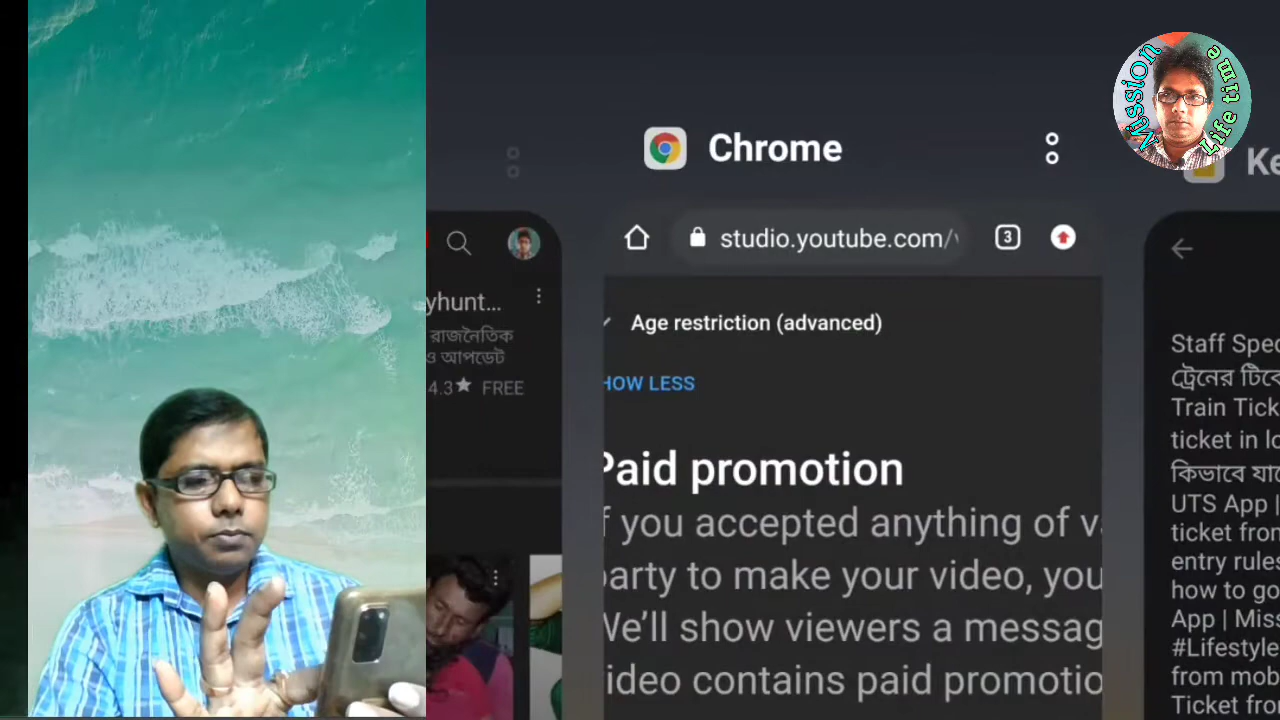 Mission Life time
Chrome
studio.youtube.com/
3
Age restriction (advanced)
HOW LESS
Paid promotion
f you accepted anything of v
party to make your video, you
We'll show viewers a messag
ideo contains paid promotio
yhunt...
রাজনৈতিক
ও আপডেট
4.3★ FREE
Ke
Staff Spec
ট্রেনের টিকে
Train Tick
ticket in lo
কিভাবে যা
UTS App |
ticket from
entry rules
how to go
App | Miss
#Lifestyle
from mob
Ticket fro